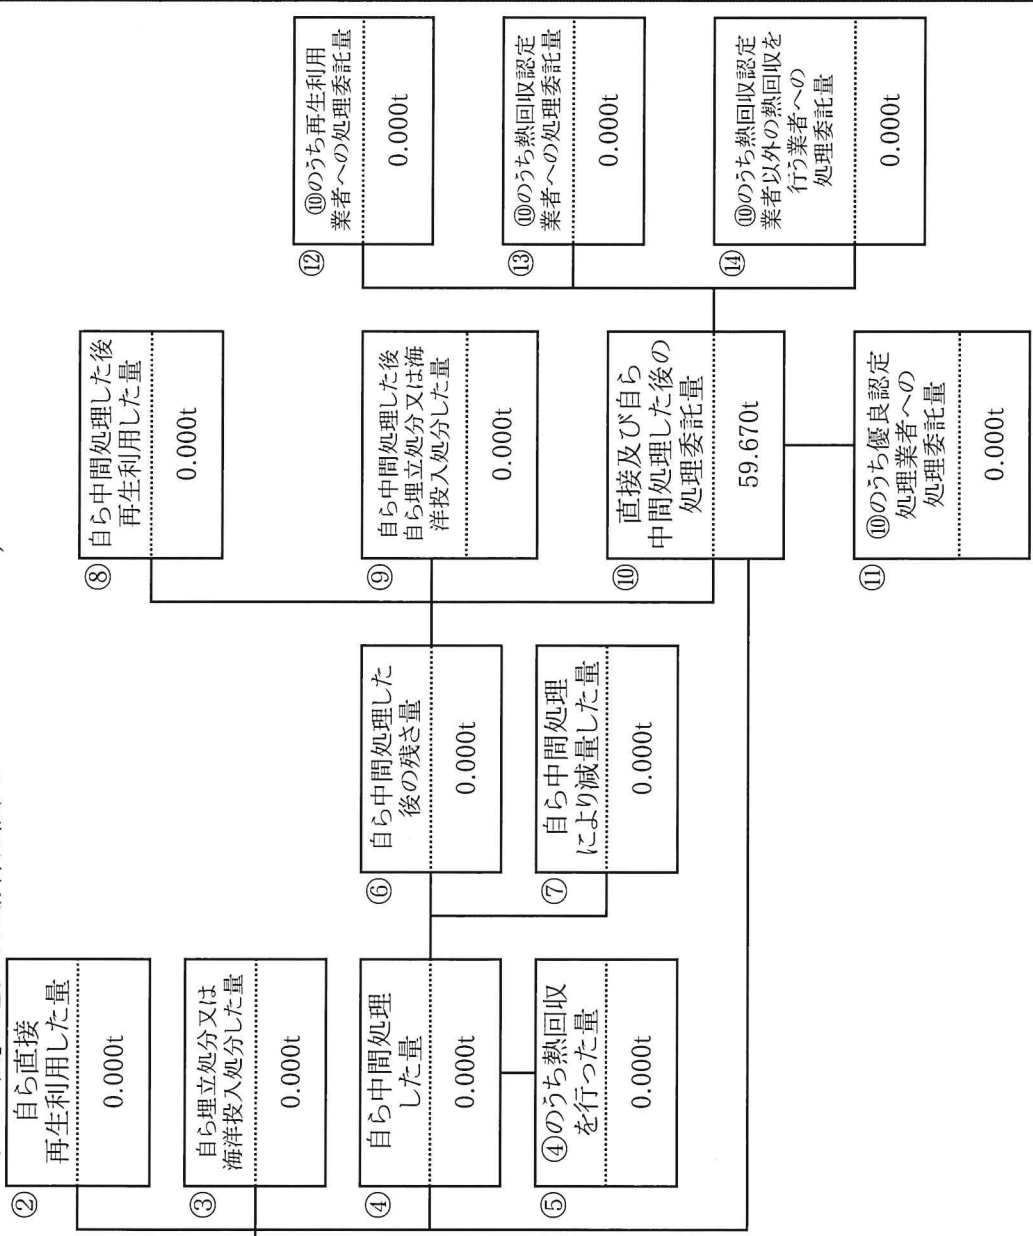 ②
自ら直接
再生利用した量
0.000t
③
自ら埋立処分又は
海洋投入処分した量
0.000t
④
自ら中間処理
した量
0.000t
⑤
④のうち熱回収
を行った量
0.000t
⑥
自ら中間処理した
後の残さ量
0.000t
⑦
自ら中間処理
により減量した量
0.000t
⑧
自ら中間処理した後
再生利用した量
0.000t
⑨
自ら中間処理した後
自ら埋立処分又は海
洋投入処分した量
0.000t
⑩
直接及び自ら
中間処理した後の
処理委託量
59.670t
⑪
⑩のうち優良認定
処理業者への
処理委託量
0.000t
⑫
⑩のうち再生利用
業者への処理委託量
0.000t
⑬
⑩のうち熱回収認定
業者への処理委託量
0.000t
⑭
⑩のうち熱回収認定
業者以外の熱回収を
行う業者への
処理委託量
0.000t